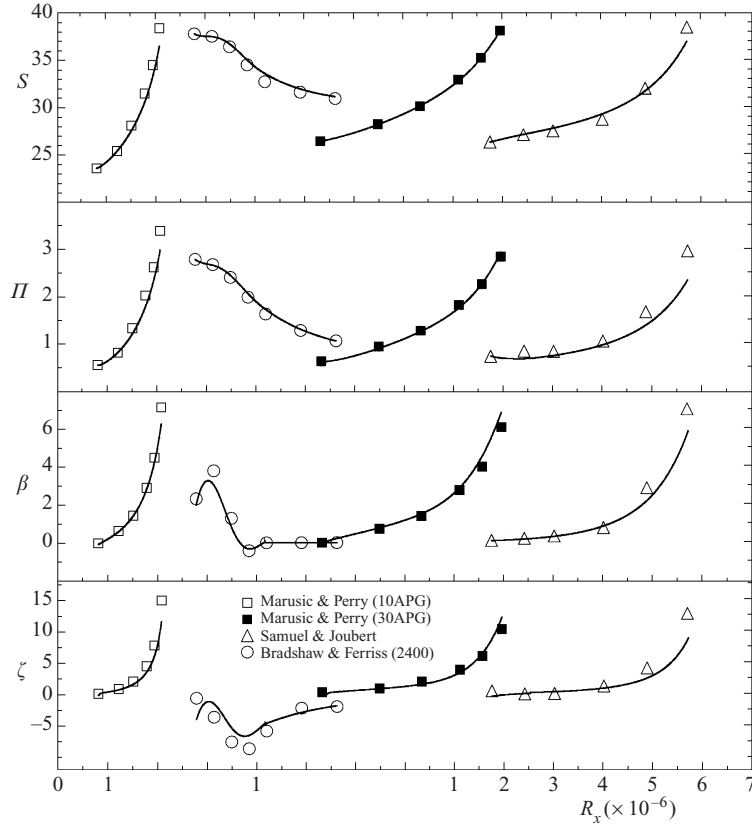 40
35
S
30
25
3
Π
2
1
6
4
β
2
0
15
10
ζ
5
0
−5
Marusic & Perry (10APG)
Marusic & Perry (30APG)
Samuel & Joubert
Bradshaw & Ferriss (2400)
0 1 1 1 2 3 4 5 6 7
R_x (× 10⁻⁶)